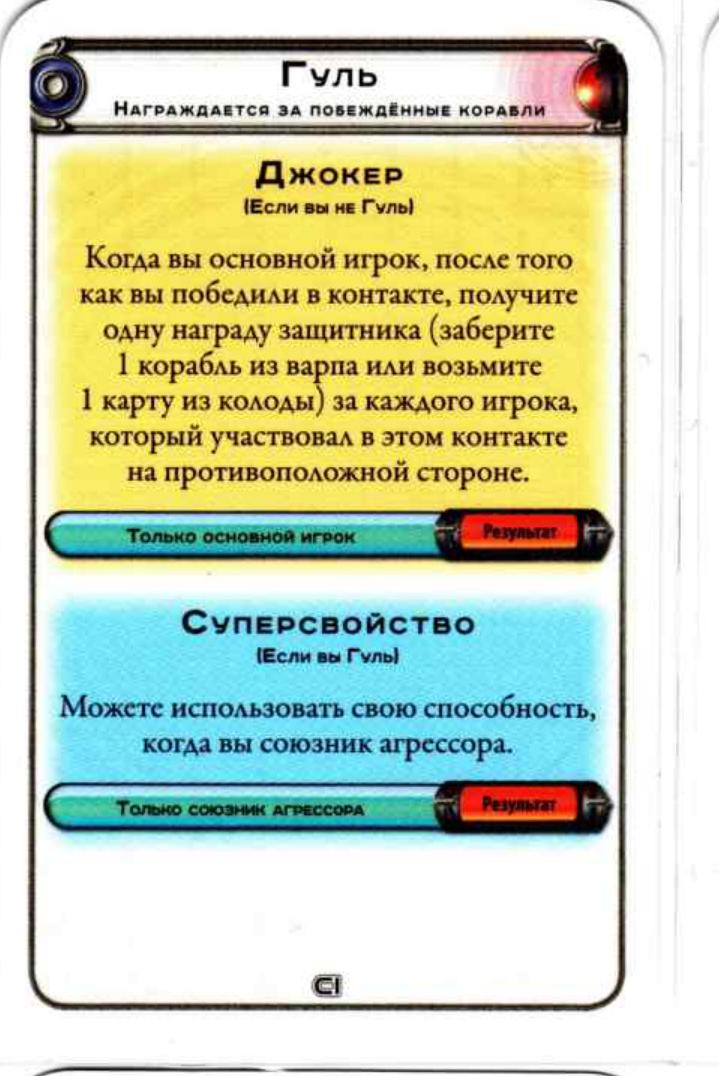 Гуль
Награждается за побеждённые корабли
Джокер
(Если вы не Гуль)
Когда вы основной игрок, после того
как вы победили в контакте, получите
одну награду защитника (заберите
1 корабль из варпа или возьмите
1 карту из колоды) за каждого игрока,
который участвовал в этом контакте
на противоположной стороне.
Только основной игрок Результат
Суперсвойство
(Если вы Гуль)
Можете использовать свою способность,
когда вы союзник агрессора.
Только союзник агрессора Результат
CI